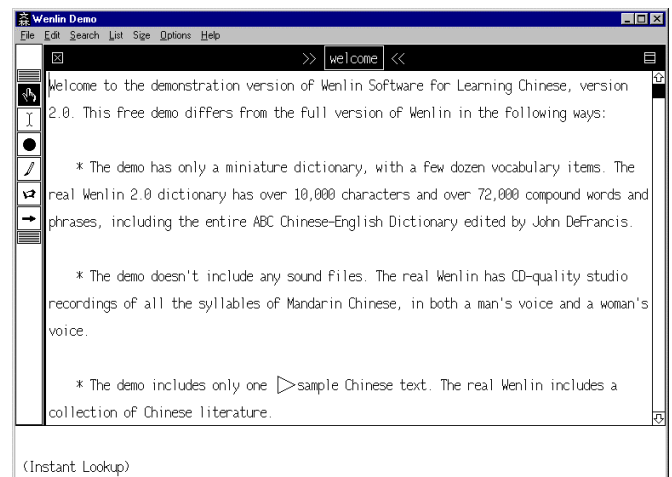 Wenlin Demo
File Edit Search List Size Options Help
>> welcome <<
Welcome to the demonstration version of Wenlin Software for Learning Chinese, version
2.0. This free demo differs from the full version of Wenlin in the following ways:
* The demo has only a miniature dictionary, with a few dozen vocabulary items. The
real Wenlin 2.0 dictionary has over 10,000 characters and over 72,000 compound words and
phrases, including the entire ABC Chinese-English Dictionary edited by John DeFrancis.
* The demo doesn't include any sound files. The real Wenlin has CD-quality studio
recordings of all the syllables of Mandarin Chinese, in both a man's voice and a woman's
voice.
* The demo includes only one ▷sample Chinese text. The real Wenlin includes a
collection of Chinese literature.
(Instant Lookup)